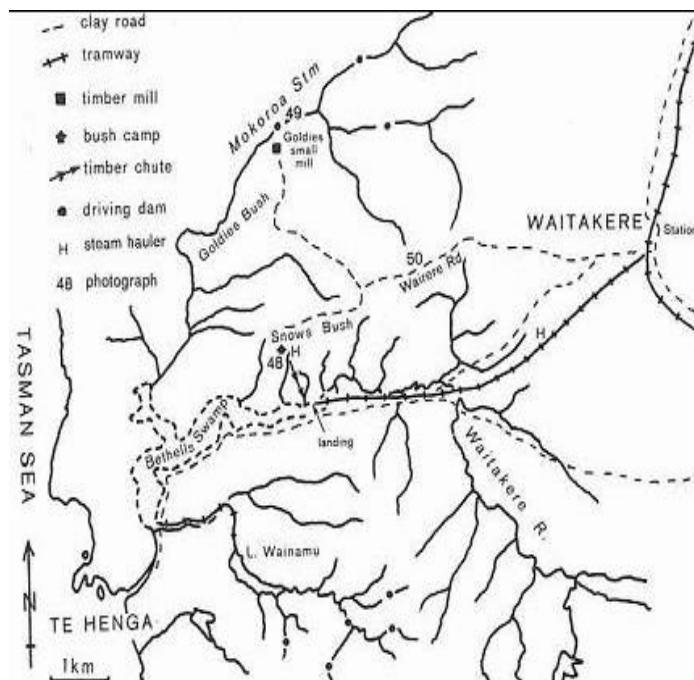 clay road
tramway
timber mill
bush camp
timber chute
driving dam
H steam hauler
48 photograph
Mokoroa Stm
49
Goldies
small
mill
Goldies Bush
WAITAKERE
Station
50
Wairere Rd
Snows Bush
48 H
H
Bethells Swamp
landing
Waitakere R.
TASMAN SEA
L. Wainamu
N
TE HENGA
1km